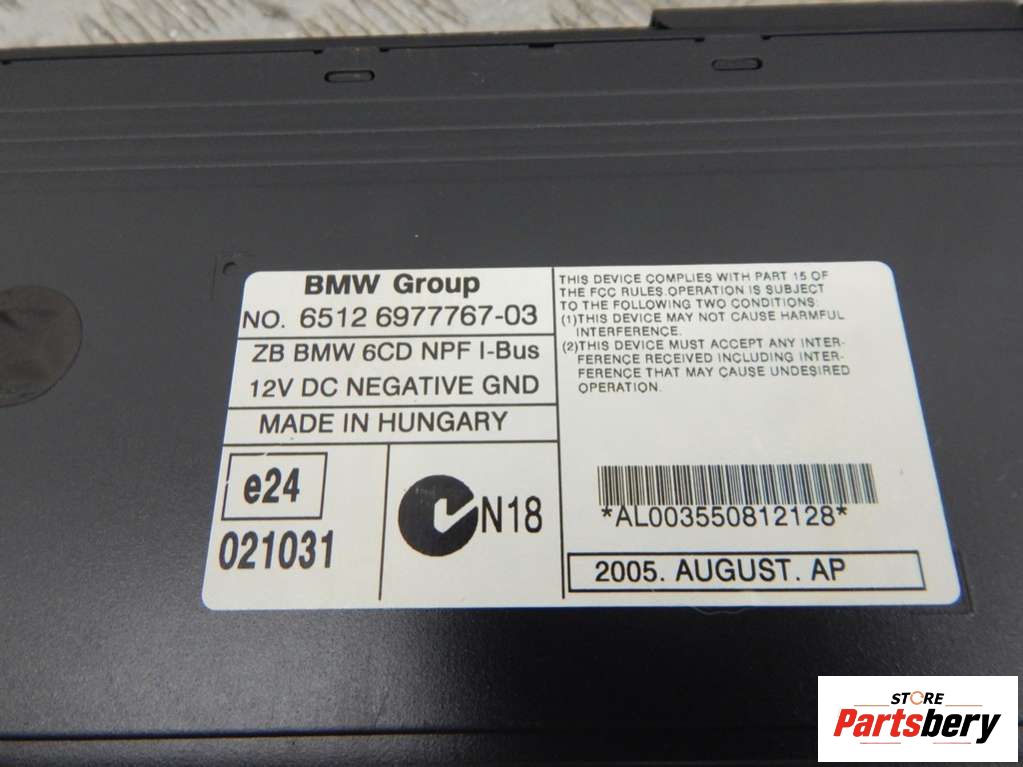 BMW Group
NO. 6512 6977767-03
ZB BMW 6CD NPF I-Bus
12V DC NEGATIVE GND
MADE IN HUNGARY
e24
021031
N18
THIS DEVICE COMPLIES WITH PART 15 OF
THE FCC RULES OPERATION IS SUBJECT
TO THE FOLLOWING TWO CONDITIONS:
(1)THIS DEVICE MAY NOT CAUSE HARMFUL
INTERFERENCE.
(2)THIS DEVICE MUST ACCEPT ANY INTER-
FERENCE RECEIVED INCLUDING INTER-
FERENCE THAT MAY CAUSE UNDESIRED
OPERATION.
*AL003550812128*
2005. AUGUST. AP
STORE
Partsbery